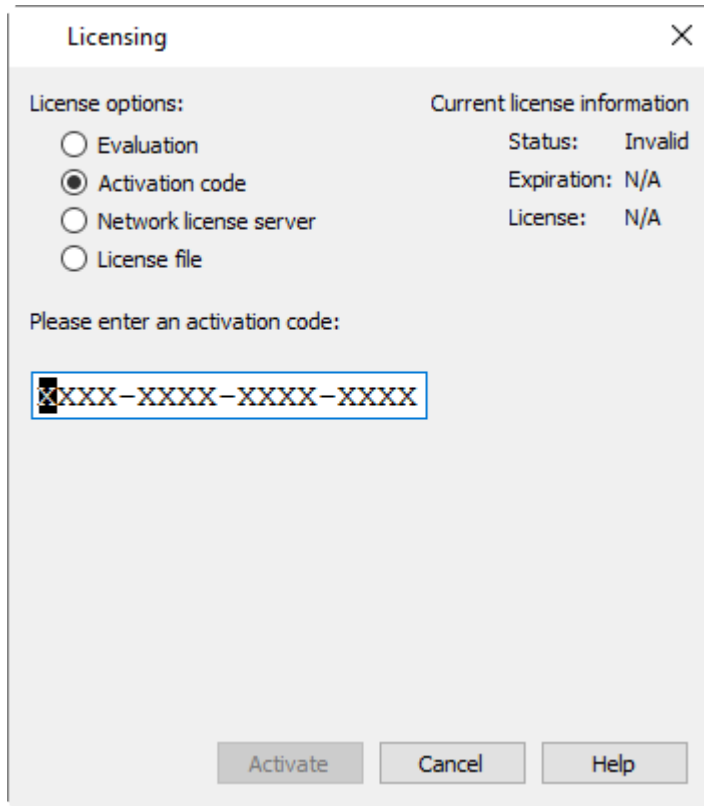 Licensing
License options:
Evaluation
Activation code
Network license server
License file
Current license information
Status: Invalid
Expiration: N/A
License: N/A
Please enter an activation code:
XXXX-XXXX-XXXX-XXXX
Activate Cancel Help